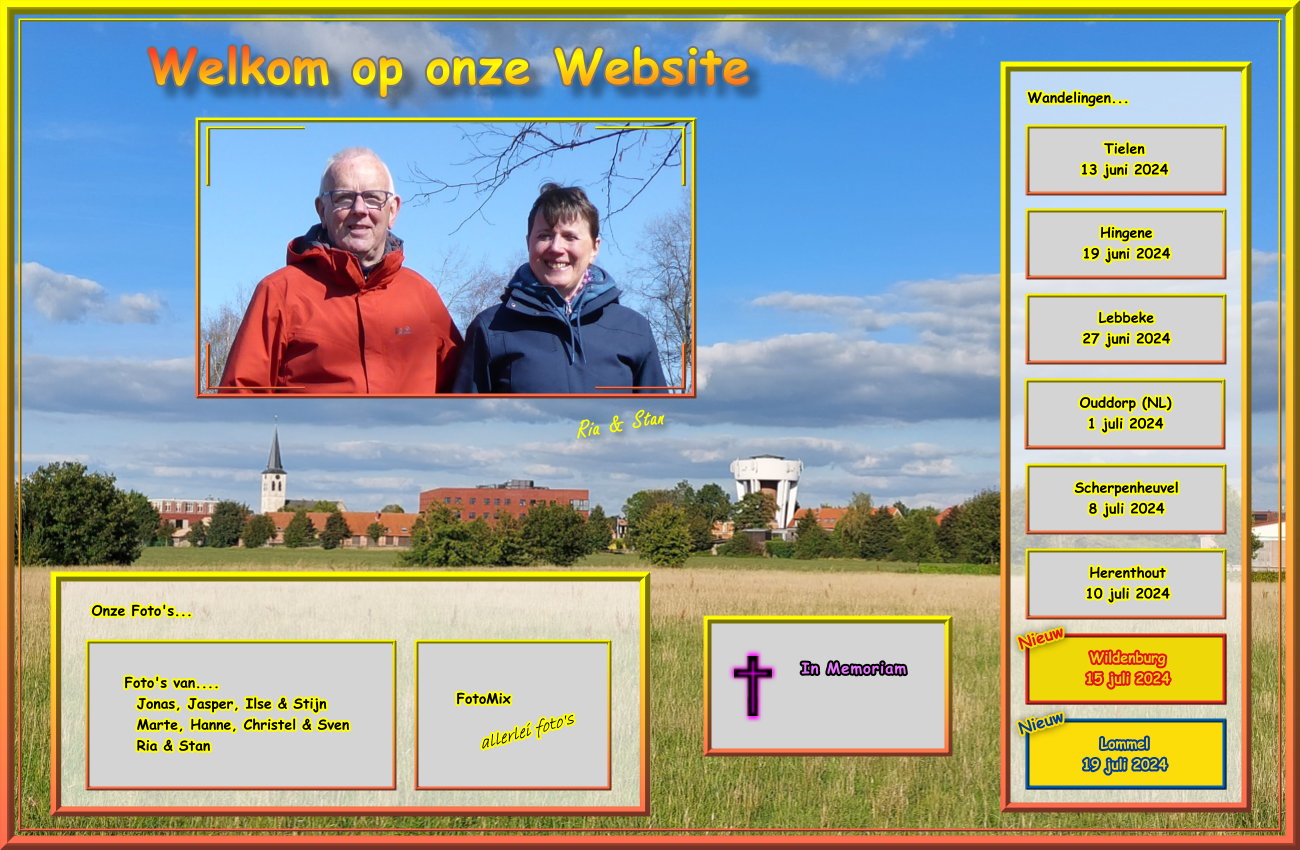 Welkom op onze Website
Ria & Stan
Wandelingen...
Tielen
13 juni 2024
Hingene
19 juni 2024
Lebbeke
27 juni 2024
Ouddorp (NL)
1 juli 2024
Scherpenheuvel
8 juli 2024
Herenthout
10 juli 2024
Nieuw
Wildenburg
15 juli 2024
Nieuw
Lommel
19 juli 2024
Onze Foto's...
Foto's van....
Jonas, Jasper, Ilse & Stijn
Marte, Hanne, Christel & Sven
Ria & Stan
FotoMix
allerlei foto's
In Memoriam